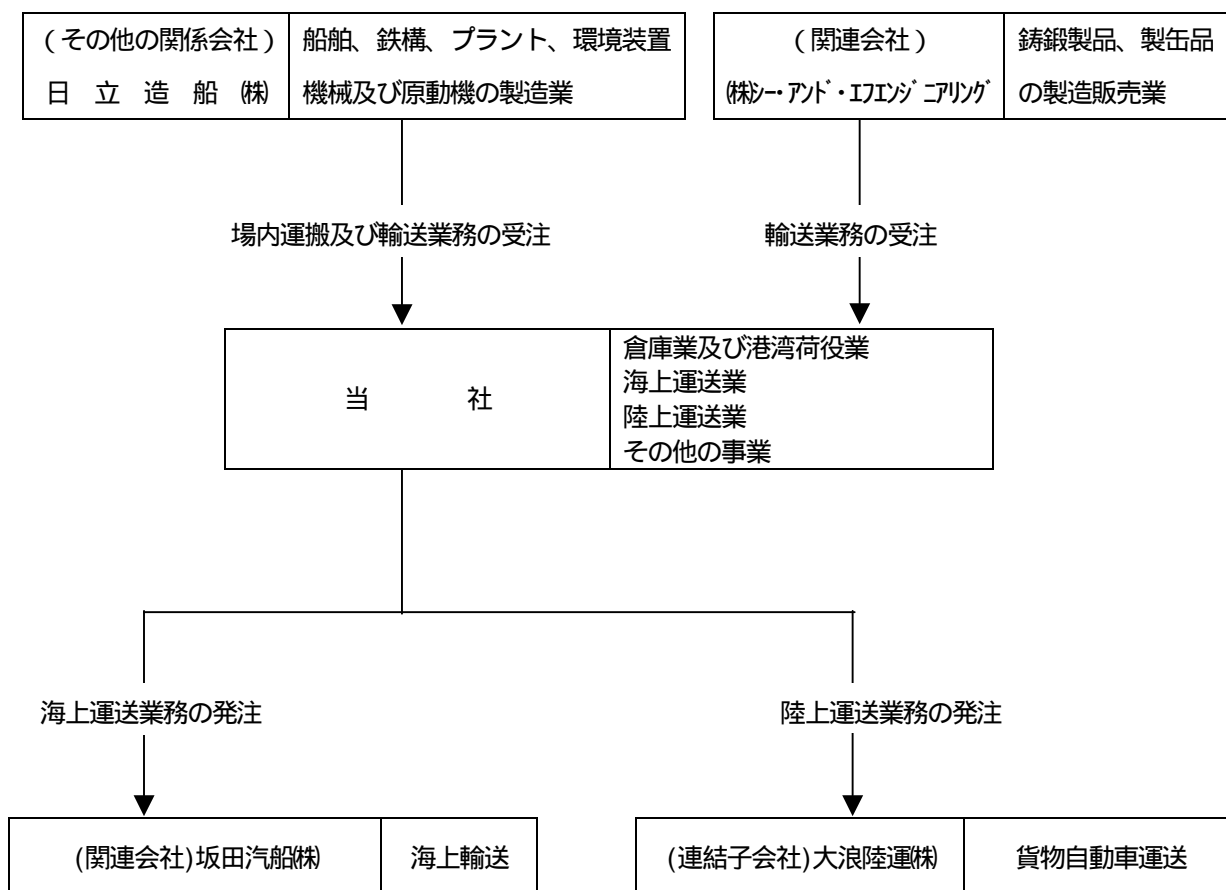 (その他の関係会社)
日立造船㈱
船舶、鉄構、プラント、環境装置
機械及び原動機の製造業
(関連会社)
㈱シー・アンド・エフエンジニアリング
鋳鍛製品、製缶品
の製造販売業
場内運搬及び輸送業務の受注
輸送業務の受注
当社
倉庫業及び港湾荷役業
海上運送業
陸上運送業
その他の事業
海上運送業務の発注
陸上運送業務の発注
(関連会社)坂田汽船㈱
海上輸送
(連結子会社)大浪陸運㈱
貨物自動車運送